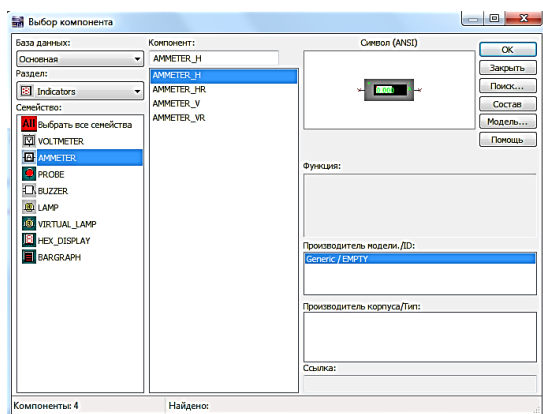 Выбор компонента
База данных:
Основная
Раздел:
Indicators
Семейство:
All Выбрать все семейства
VOLTMETER
AMMETER
PROBE
BUZZER
LAMP
VIRTUAL_LAMP
HEX_DISPLAY
BARGRAPH
Компонент:
AMMETER_H
AMMETER_H
AMMETER_HR
AMMETER_V
AMMETER_VR
Символ (ANSI)
0.000
Функция:
Производитель модели./ID:
Generic / EMPTY
Производитель корпуса/Тип:
Ссылка:
OK
Закрыть
Поиск...
Состав
Модель...
Помощь
Компоненты: 4
Найдено: